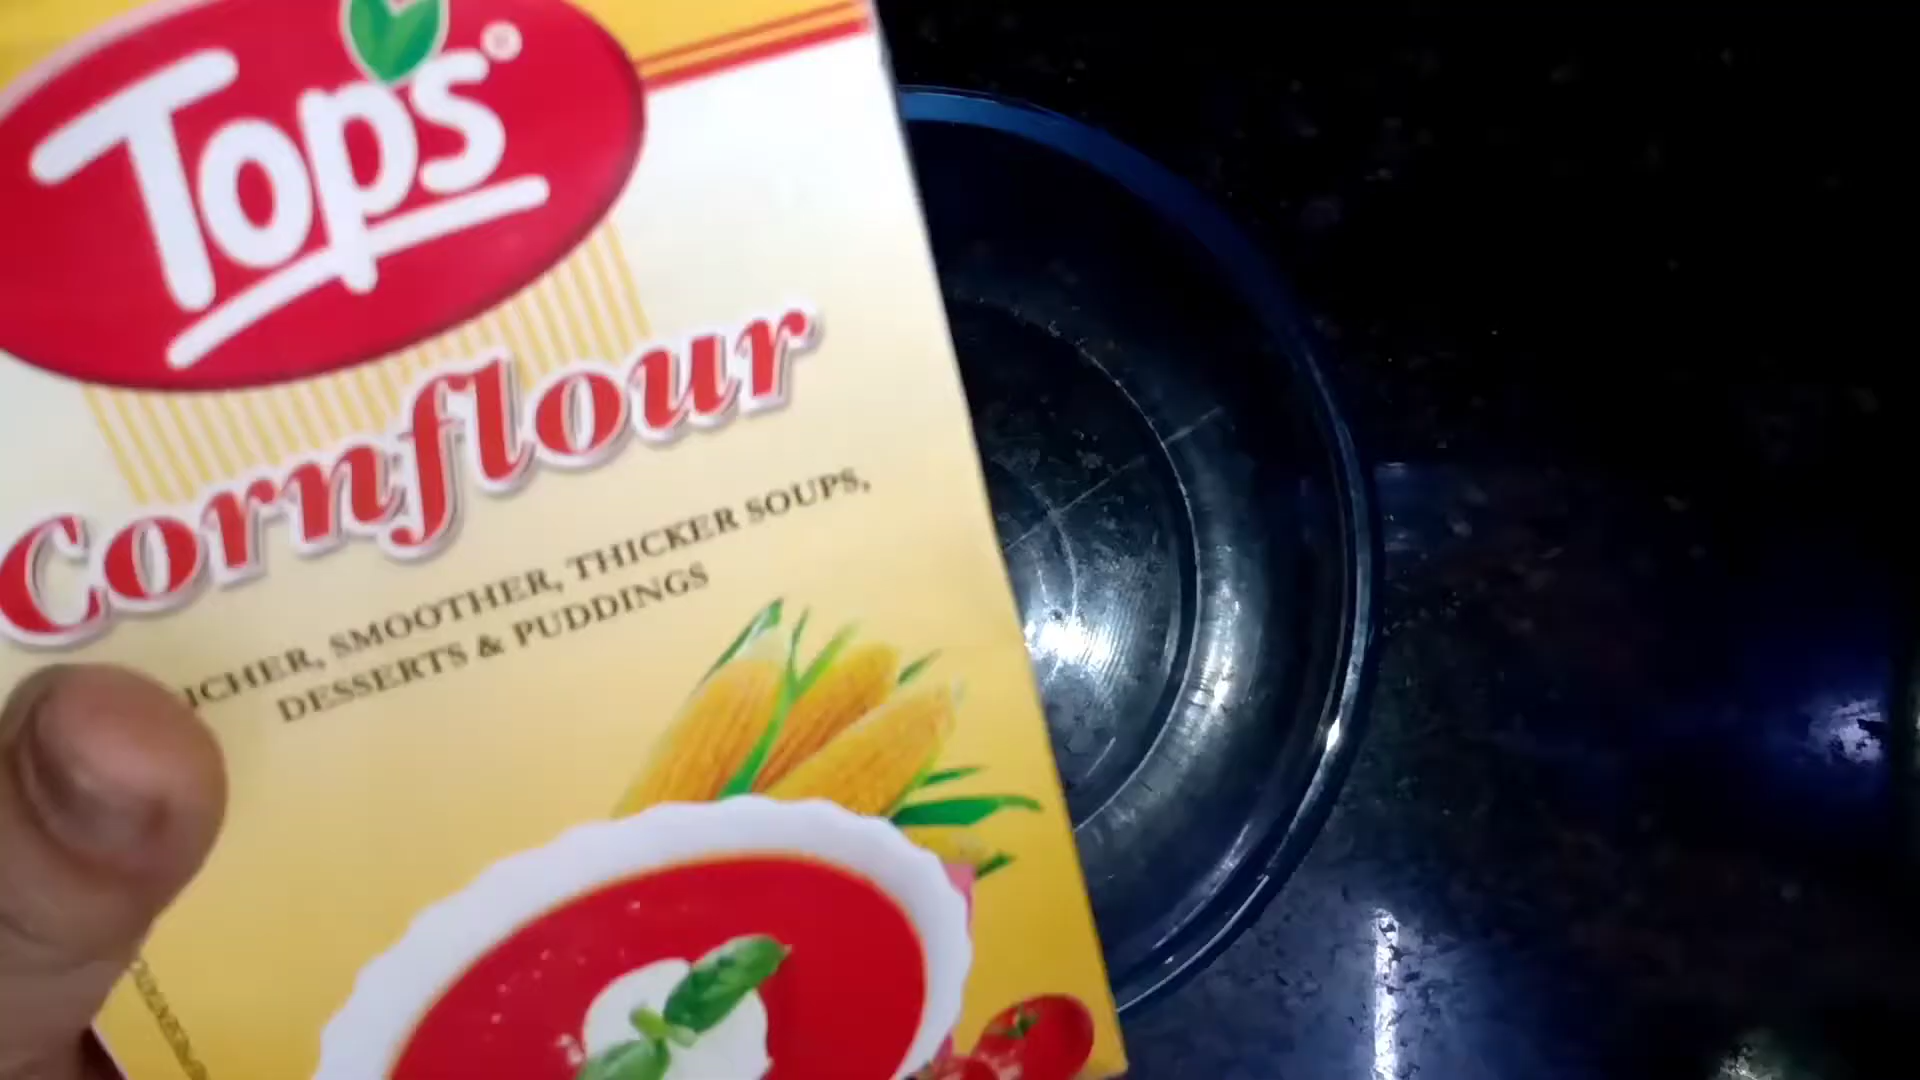 Tops®
Cornflour
ICHER, SMOOTHER, THICKER SOUPS,
DESSERTS & PUDDINGS